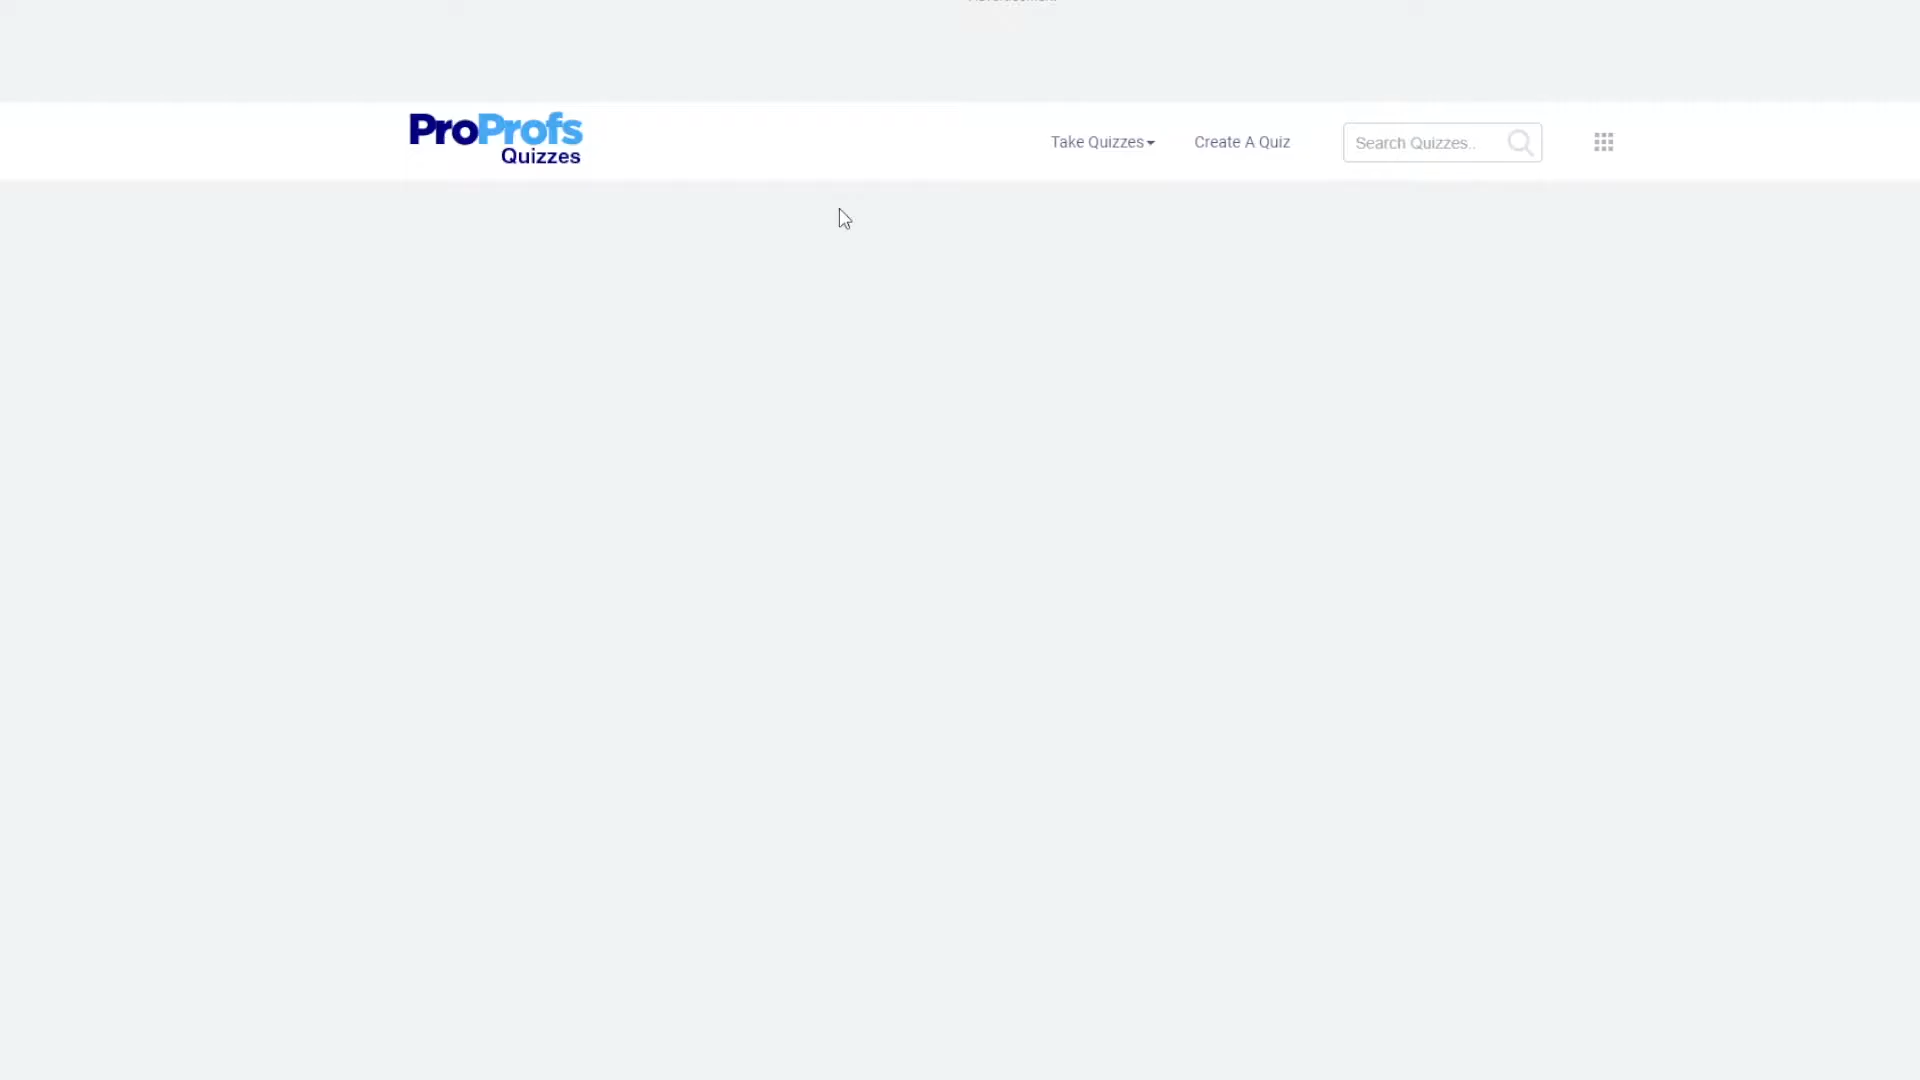 ProProfs
Quizzes
Take Quizzes
Create A Quiz
Search Quizzes..